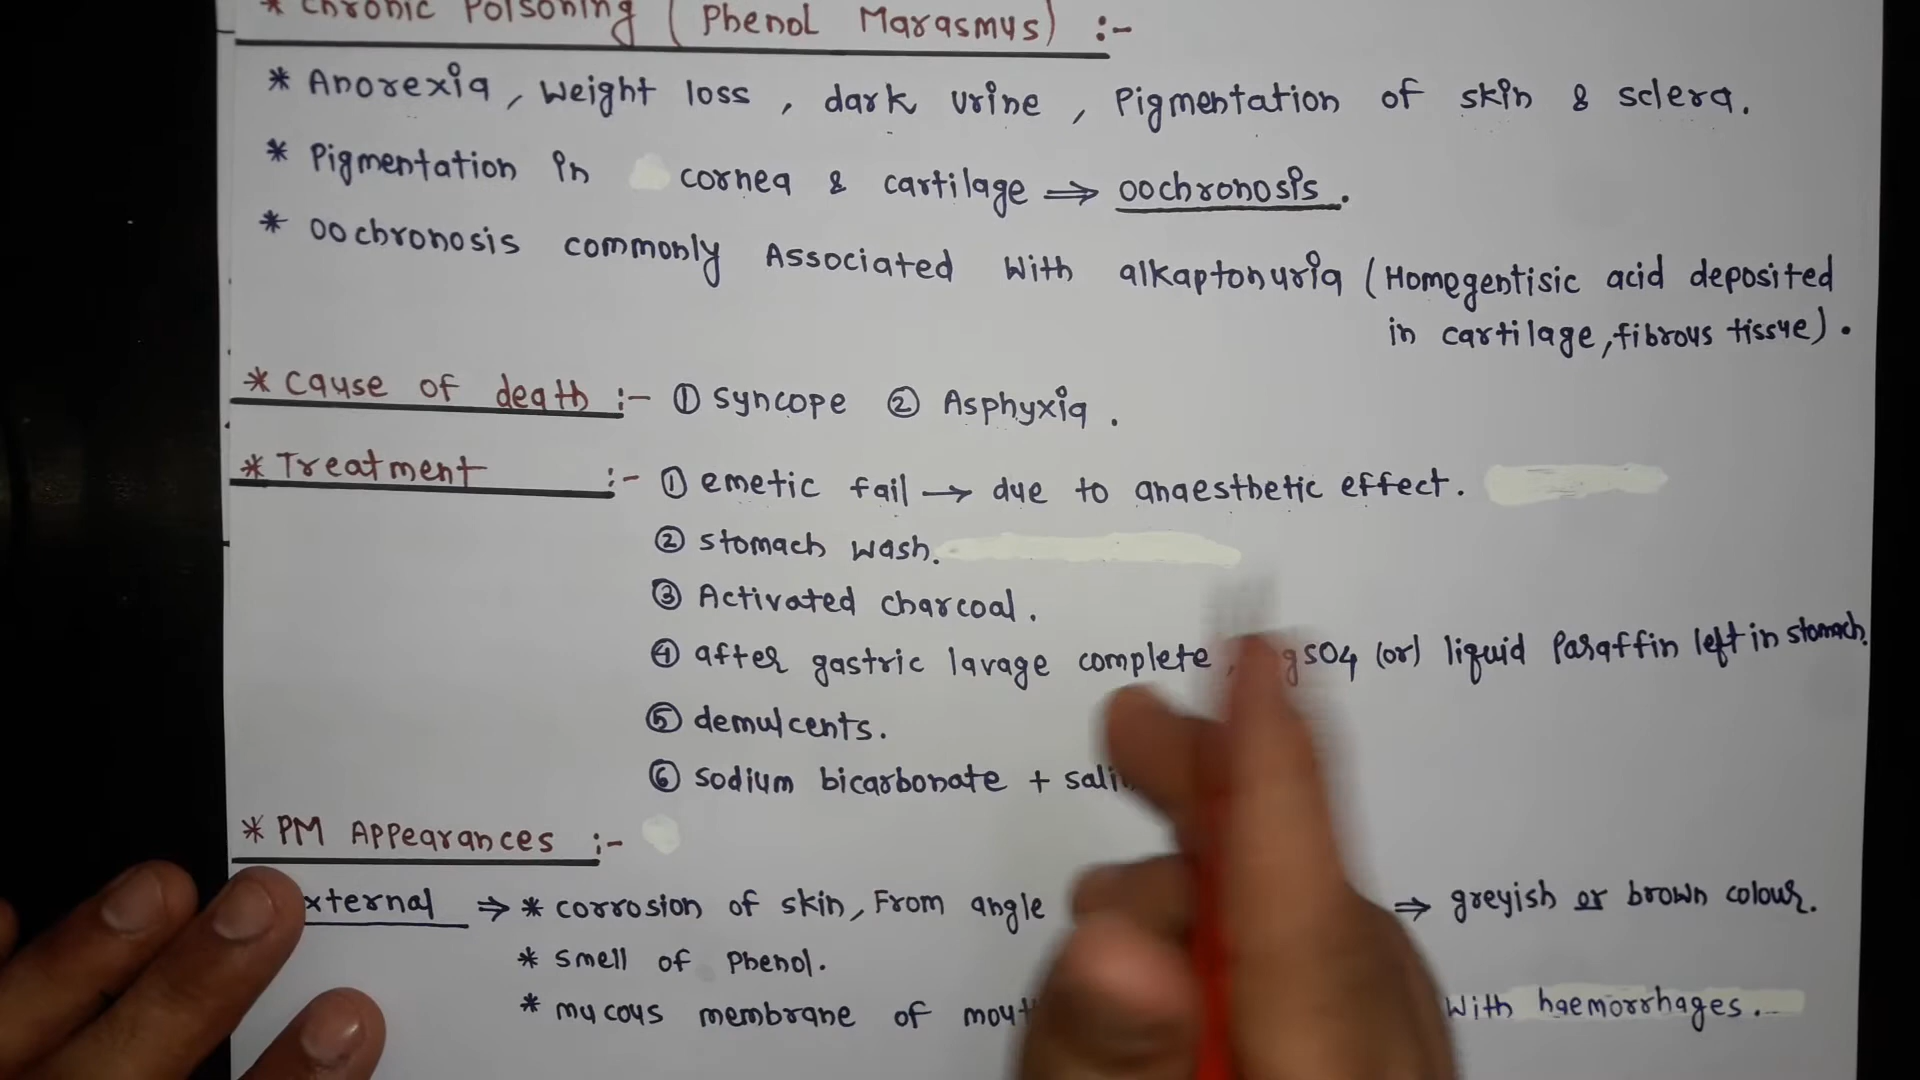 * Chronic Poisoning ( Phenol Marasmus ) :-
* Anorexia , Weight loss , dark urine , Pigmentation of skin & sclera.
* Pigmentation in cornea & cartilage ⇒ oochronosis .
* oochronosis commonly Associated With alkaptonuria ( Homogentisic acid deposited
in cartilage , fibrous tissue ) .
* Cause of death :- ① Syncope ② Asphyxia .
* Treatment :- ① emetic fail → due to anaesthetic effect .
② stomach wash.
③ Activated charcoal .
④ after gastric lavage complete , gSO4 (or) liquid Paraffin left in stomach.
⑤ demulcents .
⑥ sodium bicarbonate +
* PM Appearances :-
xternal ⇒ * corrosion of skin, From angle ⇒ greyish or brown colour.
* smell of Phenol .
* mucous membrane of With haemorrhages .